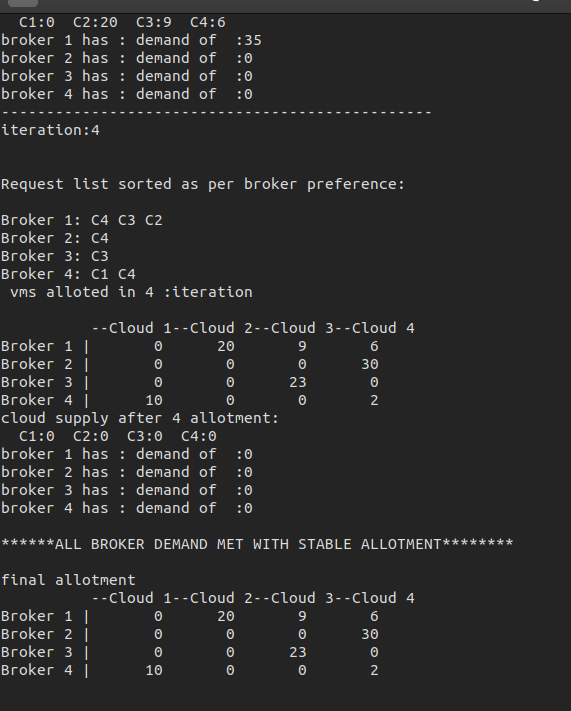 C1:0  C2:20  C3:9  C4:6
broker 1 has : demand of  :35
broker 2 has : demand of  :0
broker 3 has : demand of  :0
broker 4 has : demand of  :0
------------------------------------------------
iteration:4
Request list sorted as per broker preference:
Broker 1: C4 C3 C2
Broker 2: C4
Broker 3: C3
Broker 4: C1 C4
 vms alloted in 4 :iteration
          --Cloud 1--Cloud 2--Cloud 3--Cloud 4
Broker 1 |       0      20       9       6
Broker 2 |       0       0       0      30
Broker 3 |       0       0      23       0
Broker 4 |      10       0       0       2
cloud supply after 4 allotment:
  C1:0  C2:0  C3:0  C4:0
broker 1 has : demand of  :0
broker 2 has : demand of  :0
broker 3 has : demand of  :0
broker 4 has : demand of  :0
******ALL BROKER DEMAND MET WITH STABLE ALLOTMENT********
final allotment
          --Cloud 1--Cloud 2--Cloud 3--Cloud 4
Broker 1 |       0      20       9       6
Broker 2 |       0       0       0      30
Broker 3 |       0       0      23       0
Broker 4 |      10       0       0       2